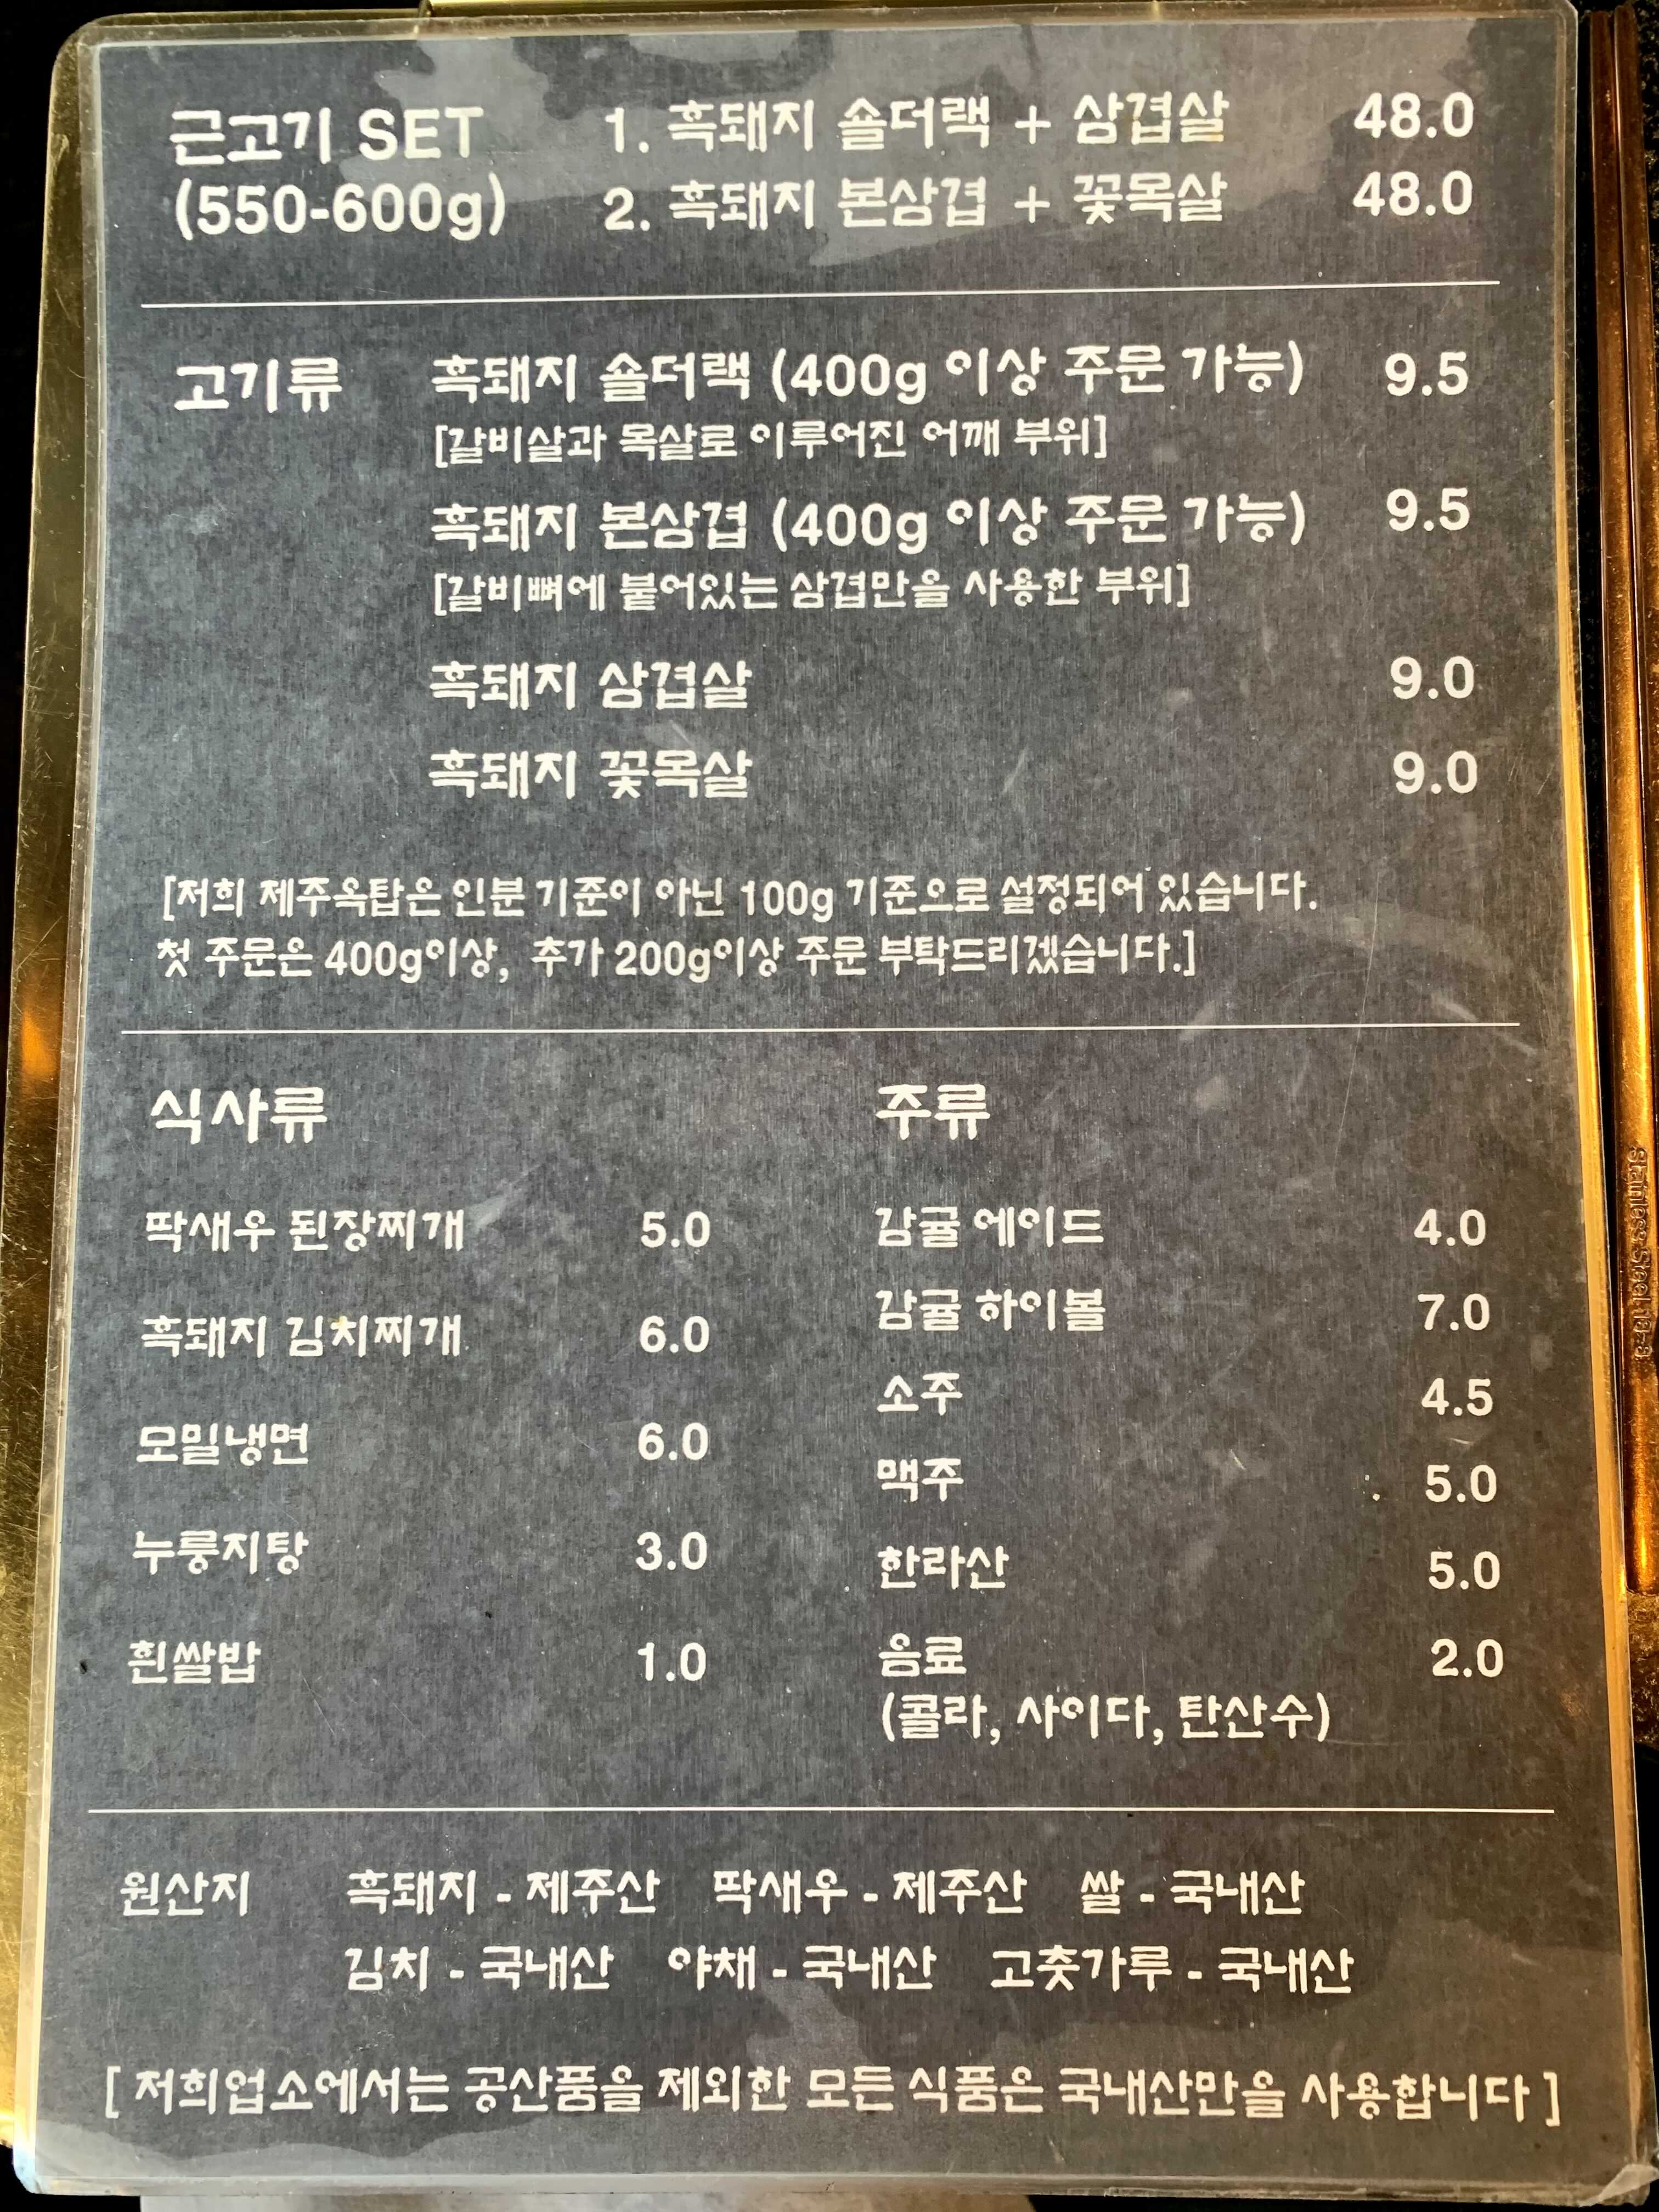 근고기 SET 1. 흑돼지 숄더랙 + 삼겹살 48.0
(550-600g) 2. 흑돼지 본삼겹 + 꽃목살 48.0
고기류 흑돼지 숄더랙 (400g 이상 주문 가능) 9.5
[갈비살과 목살로 이루어진 어깨 부위]
흑돼지 본삼겹 (400g 이상 주문 가능) 9.5
[갈비뼈에 붙어있는 삼겹만을 사용한 부위]
흑돼지 삼겹살 9.0
흑돼지 꽃목살 9.0
[저희 제주옥탑은 인분 기준이 아닌 100g 기준으로 설정되어 있습니다.
첫 주문은 400g이상, 추가 200g이상 주문 부탁드리겠습니다.]
식사류
딱새우 된장찌개 5.0
흑돼지 김치찌개 6.0
모밀냉면 6.0
누룽지탕 3.0
흰쌀밥 1.0
주류
감귤 에이드 4.0
감귤 하이볼 7.0
소주 4.5
맥주 5.0
한라산 5.0
음료 2.0
(콜라, 사이다, 탄산수)
원산지 흑돼지 - 제주산 딱새우 - 제주산 쌀 - 국내산
김치 - 국내산 야채 - 국내산 고춧가루 - 국내산
[ 저희업소에서는 공산품을 제외한 모든 식품은 국내산만을 사용합니다 ]
Stainless Steel 18-8